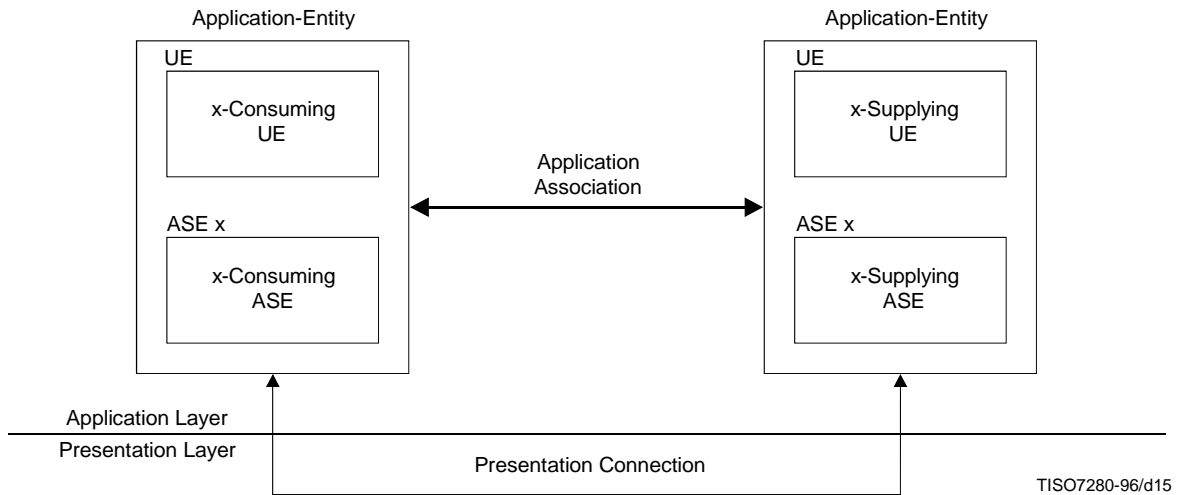 Application-Entity
Application-Entity
UE
UE
x-Consuming
UE
x-Supplying
UE
Application
Association
ASE x
ASE x
x-Consuming
ASE
x-Supplying
ASE
Application Layer
Presentation Layer
Presentation Connection
TISO7280-96/d15